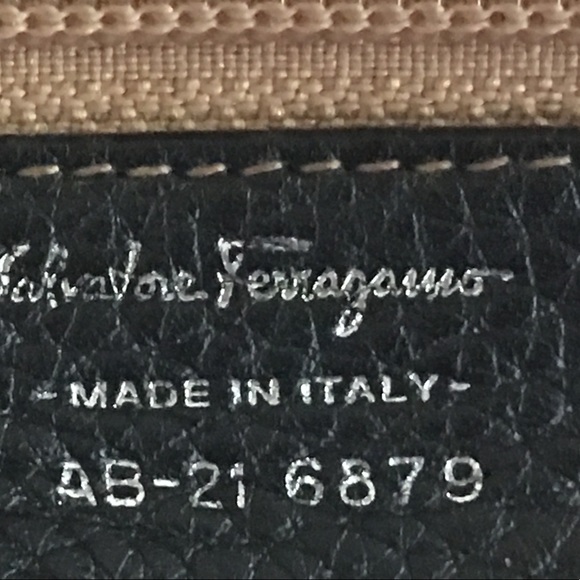 Salvatore Ferragamo
-MADE IN ITALY-
AB-21 6879